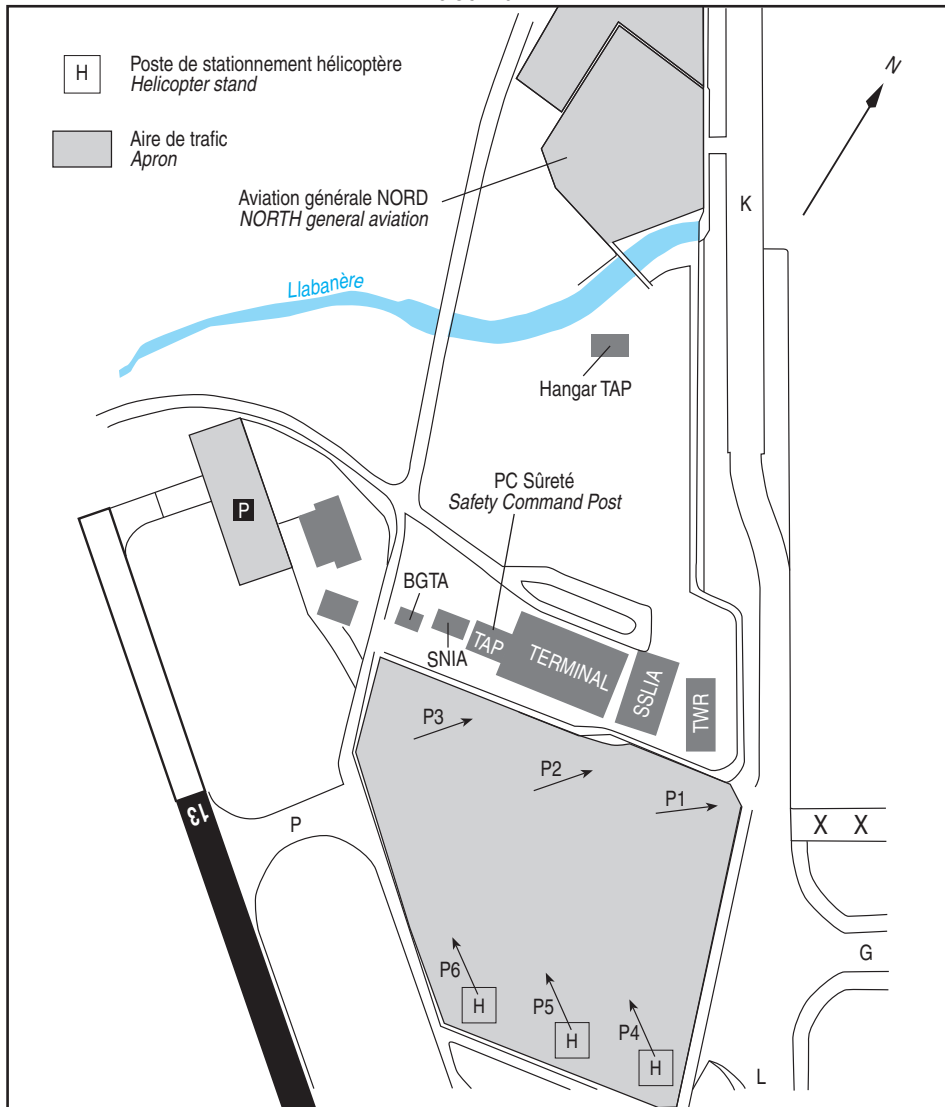 H
Poste de stationnement hélicoptère
Helicopter stand
Aire de trafic
Apron
N
Aviation générale NORD
NORTH general aviation
K
Llabanère
Hangar TAP
PC Sûreté
Safety Command Post
P
BGTA
SNIA
TAP
TERMINAL
SSLIA
TWR
P3
P2
P1
13
P
X X
G
P6
H
P5
H
P4
H
L